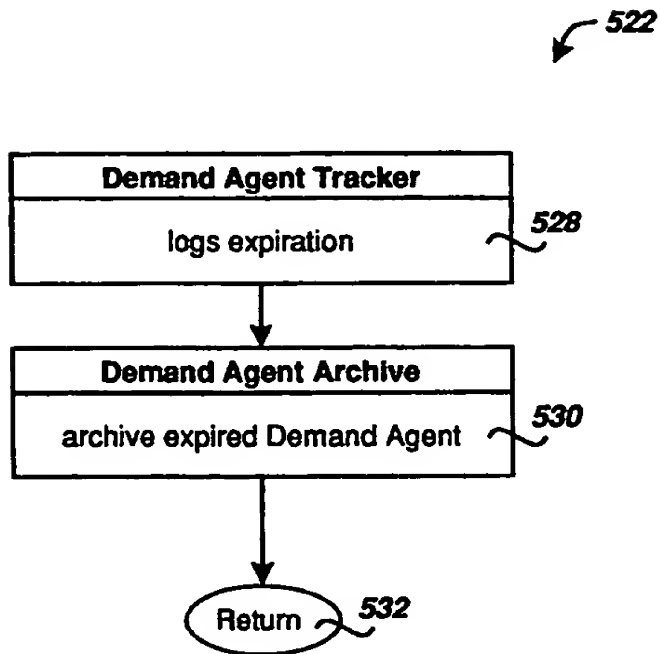 522
Demand Agent Tracker
logs expiration
528
Demand Agent Archive
archive expired Demand Agent
530
Return
532